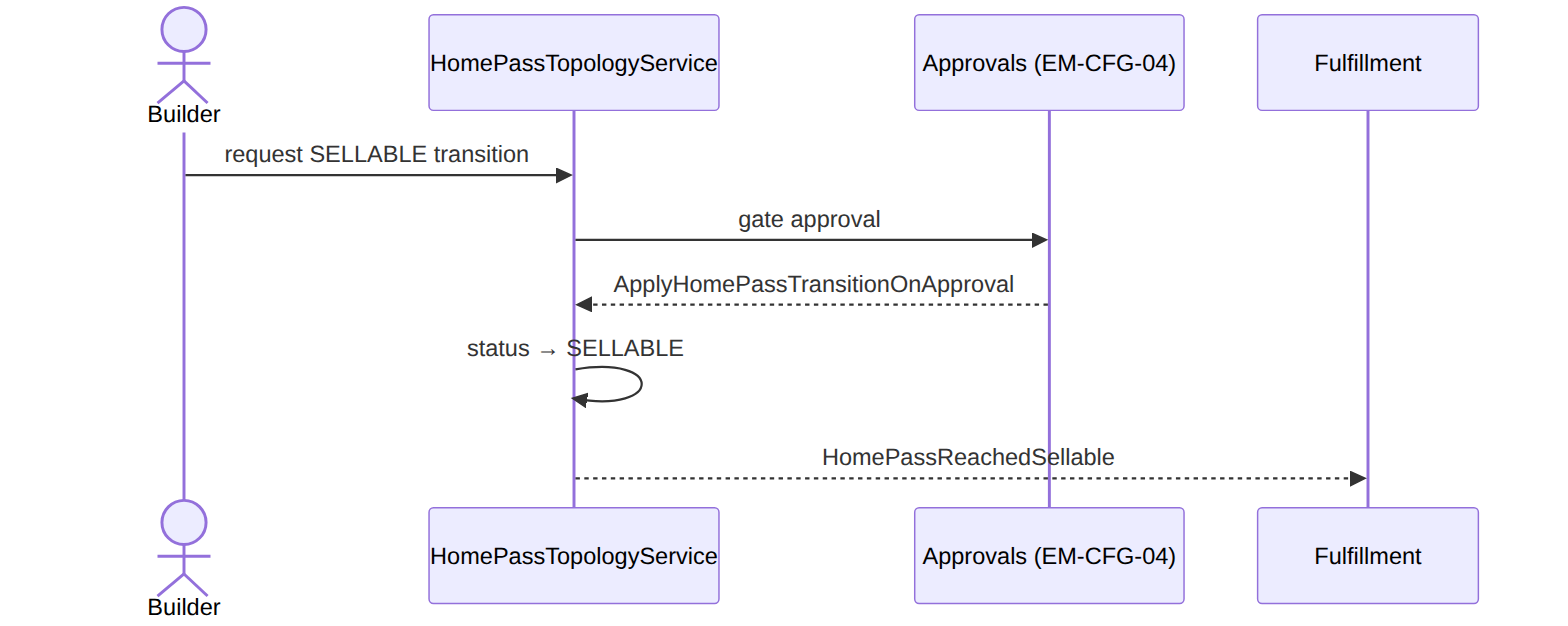 Builder
HomePassTopologyService
Approvals (EM-CFG-04)
Fulfillment
request SELLABLE transition
gate approval
ApplyHomePassTransitionOnApproval
status → SELLABLE
HomePassReachedSellable
Builder
HomePassTopologyService
Approvals (EM-CFG-04)
Fulfillment